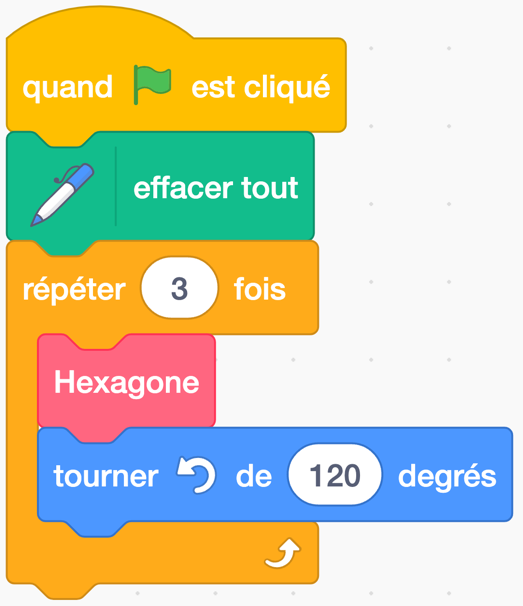 quand est cliqué
effacer tout
répéter 3 fois
Hexagone
tourner de 120 degrés